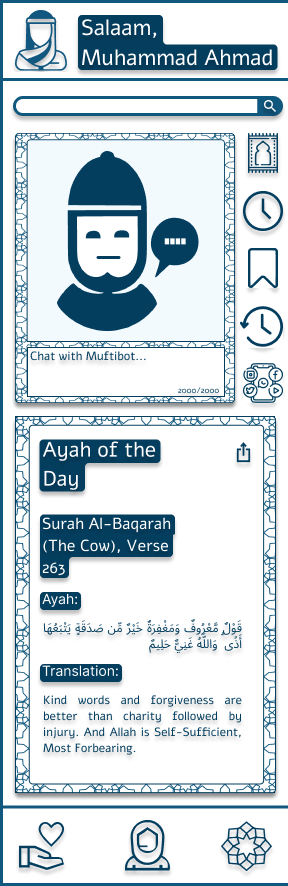 Salaam,
Muhammad Ahmad
Chat with Muftibot...
2000/2000
Ayah of the
Day
Surah Al-Baqarah
(The Cow), Verse
263
Ayah:
قَوْلٌ مَّعْرُوفٌ وَمَغْفِرَةٌ خَيْرٌ مِّن صَدَقَةٍ يَتْبَعُهَا
أَذًى وَاللَّهُ غَنِيٌّ حَلِيمٌ
Translation:
Kind words and forgiveness are
better than charity followed by
injury. And Allah is Self-Sufficient,
Most Forbearing.